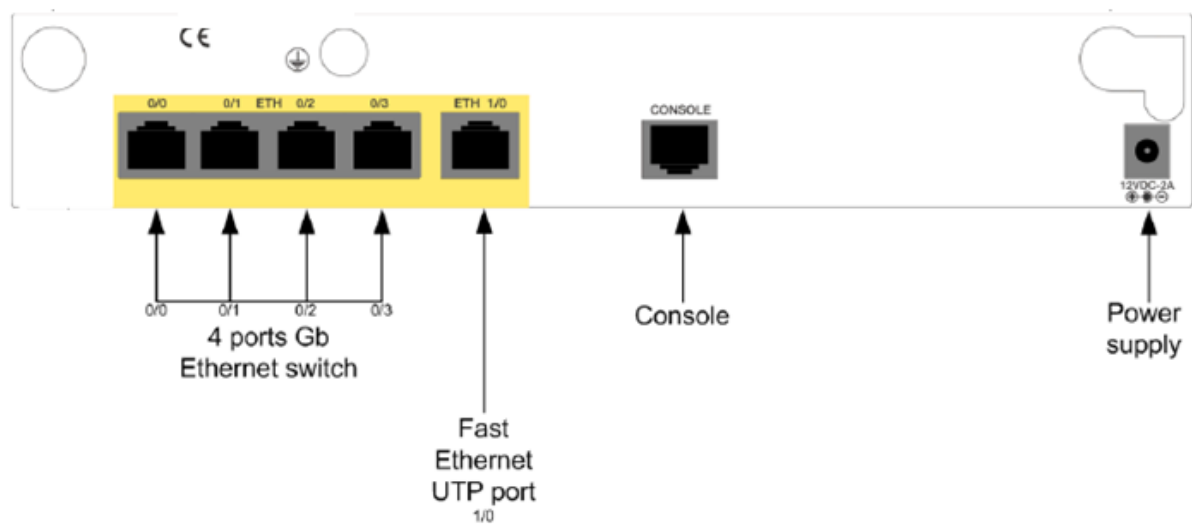 CE
0/0 0/1 ETH 0/2 0/3 ETH 1/0
CONSOLE
12VDC-2A
0/0 0/1 0/2 0/3
4 ports Gb
Ethernet switch
Fast
Ethernet
UTP port
1/0
Console
Power
supply